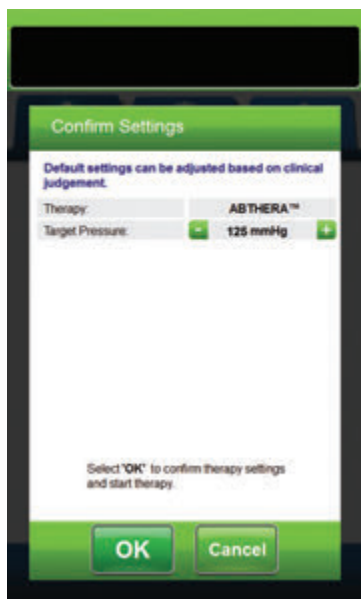 Confirm Settings
Default settings can be adjusted based on clinical
judgement.
Therapy: ABTHERA™
Target Pressure: - 125 mmHg +
Select "OK" to confirm therapy settings
and start therapy.
OK Cancel